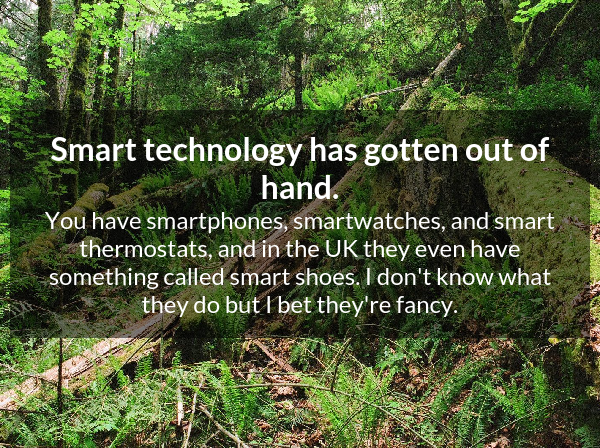 Smart technology has gotten out of
hand.
You have smartphones, smartwatches, and smart
thermostats, and in the UK they even have
something called smart shoes. I don't know what
they do but I bet they're fancy.